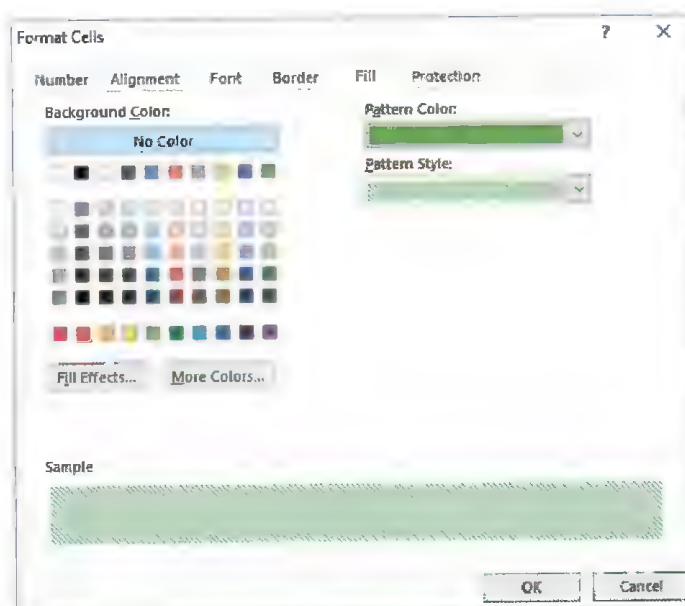 Format Cells ? ×
Number Alignment Font Border Fill Protection
Background Color:
No Color
Pattern Color:
Pattern Style:
Fill Effects...
More Colors...
Sample
OK Cancel